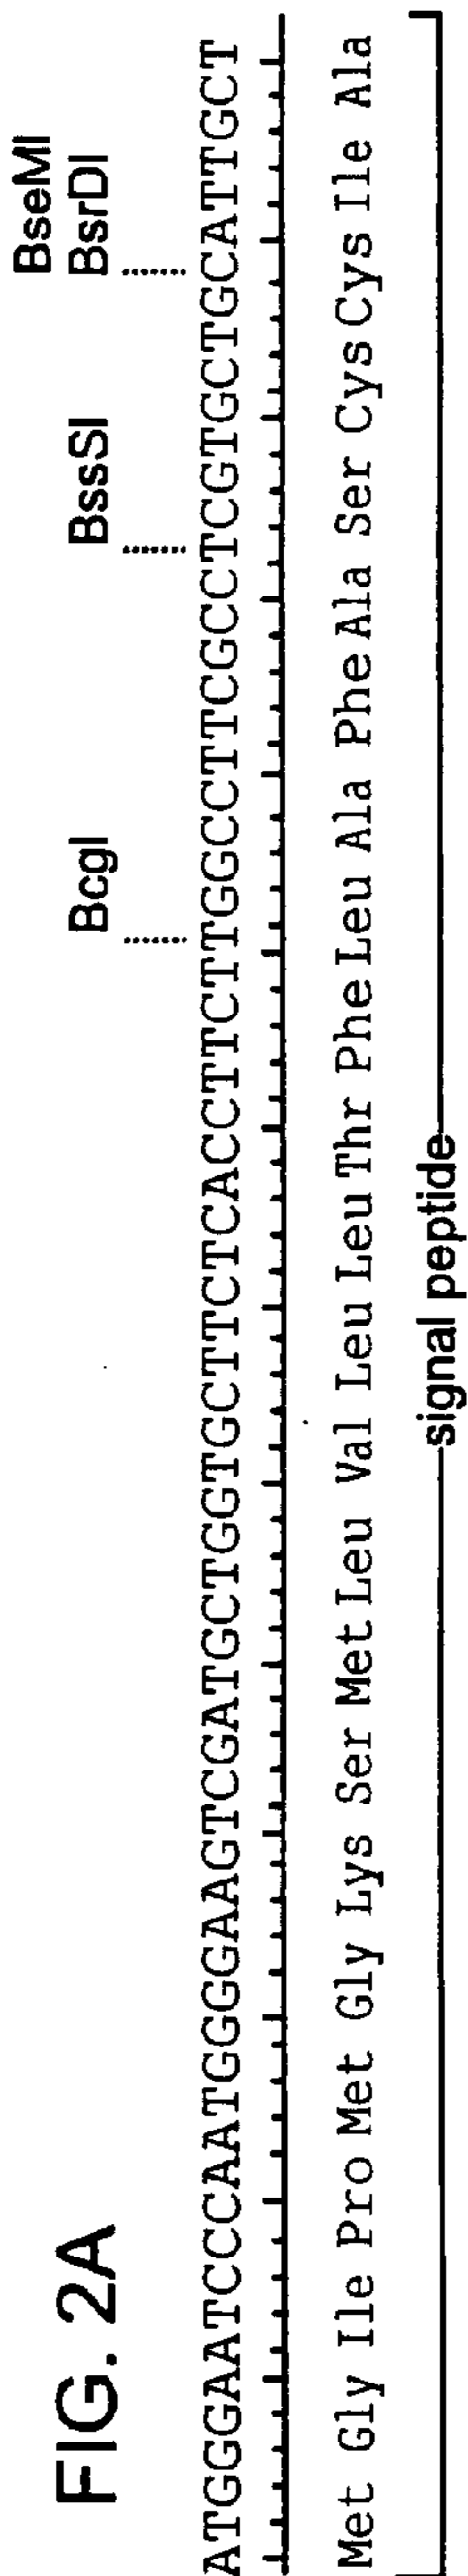 BseMI
FIG. 2A BcgI BssSI BsrDI
ATGGGAATCCCAATGGGGAAGTCGATGCTGGTGCTTCTCACCTTCTTGGCCTTCGCCTCGTGCTGCATTGCT
Met Gly Ile Pro Met Gly Lys Ser Met Leu Val Leu Leu Thr Phe Leu Ala Phe Ala Ser Cys Cys Ile Ala
signal peptide